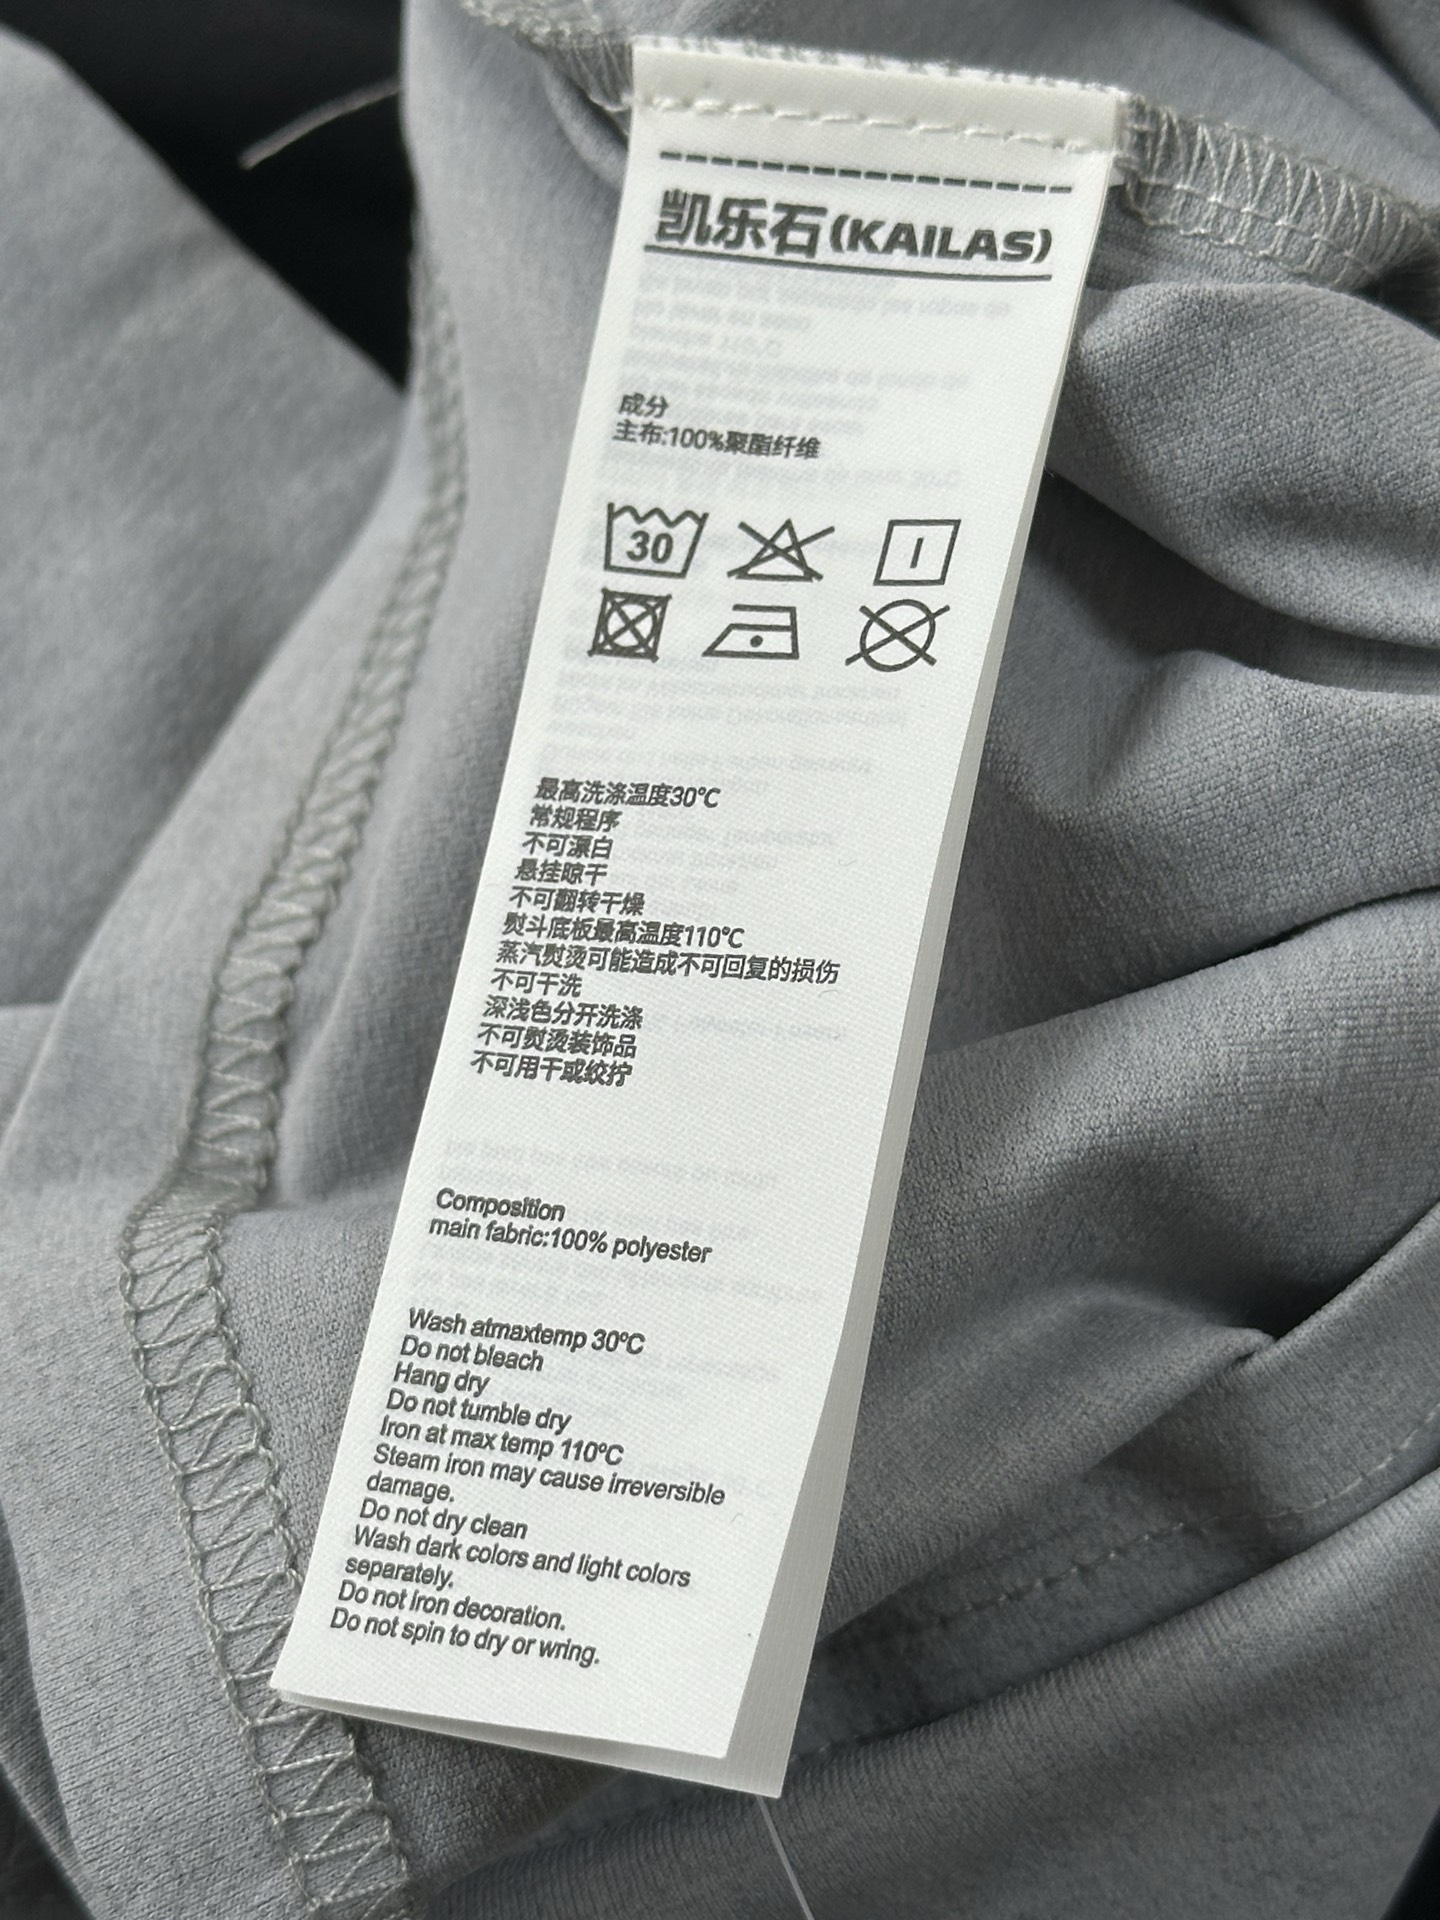 凯乐石(KAILAS)
成分
主布:100%聚酯纤维
30
最高洗涤温度30℃
常规程序
不可漂白
悬挂晾干
不可翻转干燥
熨斗底板最高温度110℃
蒸汽熨烫可能造成不可回复的损伤
不可干洗
深浅色分开洗涤
不可熨烫装饰品
不可用干或绞拧
Composition
main fabric:100% polyester
Wash atmaxtemp 30ºC
Do not bleach
Hang dry
Do not tumble dry
Iron at max temp 110ºC
Steam iron may cause irreversible
damage.
Do not dry clean
Wash dark colors and light colors
separately.
Do not iron decoration.
Do not spin to dry or wring.